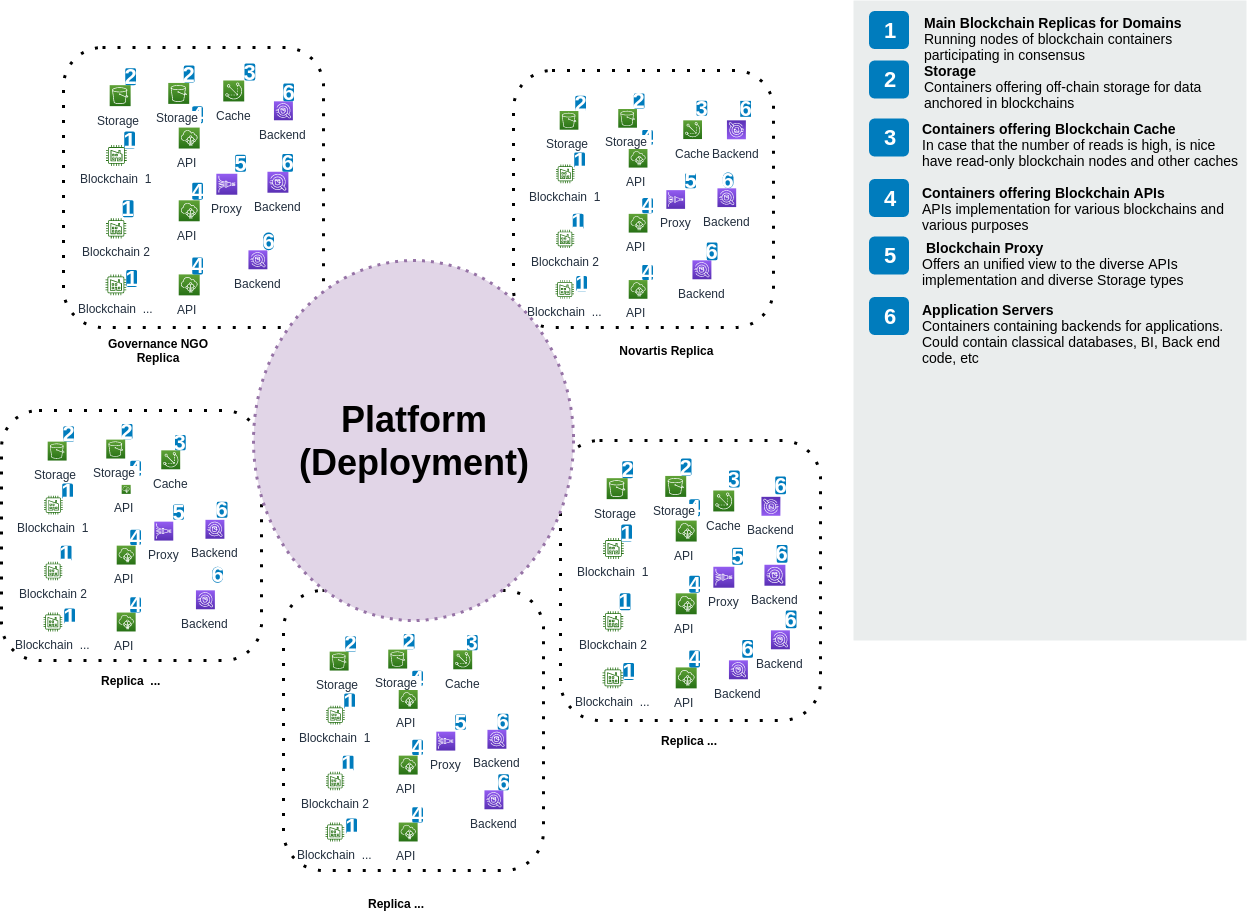 2
2
3
6
Storage
Storage
4
Cache
Backend
1
API
Blockchain  1
5
6
4
Proxy
Backend
1
API
Blockchain 2
6
4
Backend
1
Blockchain  ...
API
Governance NGO
Replica
2
2
3
6
Storage
Storage
4
Cache
Backend
1
API
Blockchain  1
5
6
4
Proxy
Backend
1
API
Blockchain 2
6
4
Backend
1
Blockchain  ...
API
Novartis Replica
Platform
(Deployment)
2
2
3
Storage
Storage
4
Cache
1
API
Blockchain  1
5
6
4
Proxy
Backend
1
API
Blockchain 2
6
4
Backend
1
Blockchain  ...
API
Replica  ...
2
2
3
6
Storage
Storage
4
Cache
Backend
1
API
Blockchain  1
5
6
4
Proxy
Backend
1
API
Blockchain 2
6
Backend
6
4
Backend
1
Blockchain  ...
API
Replica ...
2
2
3
Storage
Storage
4
Cache
1
API
Blockchain  1
5
6
4
Proxy
Backend
1
API
Blockchain 2
6
4
Backend
1
Blockchain  ...
API
Replica ...
1
Main Blockchain Replicas for Domains
Running nodes of blockchain containers
participating in consensus
2
Storage
Containers offering off-chain storage for data
anchored in blockchains
3
Containers offering Blockchain Cache
In case that the number of reads is high, is nice
have read-only blockchain nodes and other caches
4
Containers offering Blockchain APIs
APIs implementation for various blockchains and
various purposes
5
Blockchain Proxy
Offers an unified view to the diverse APIs
implementation and diverse Storage types
6
Application Servers
Containers containing backends for applications.
Could contain classical databases, BI, Back end
code, etc